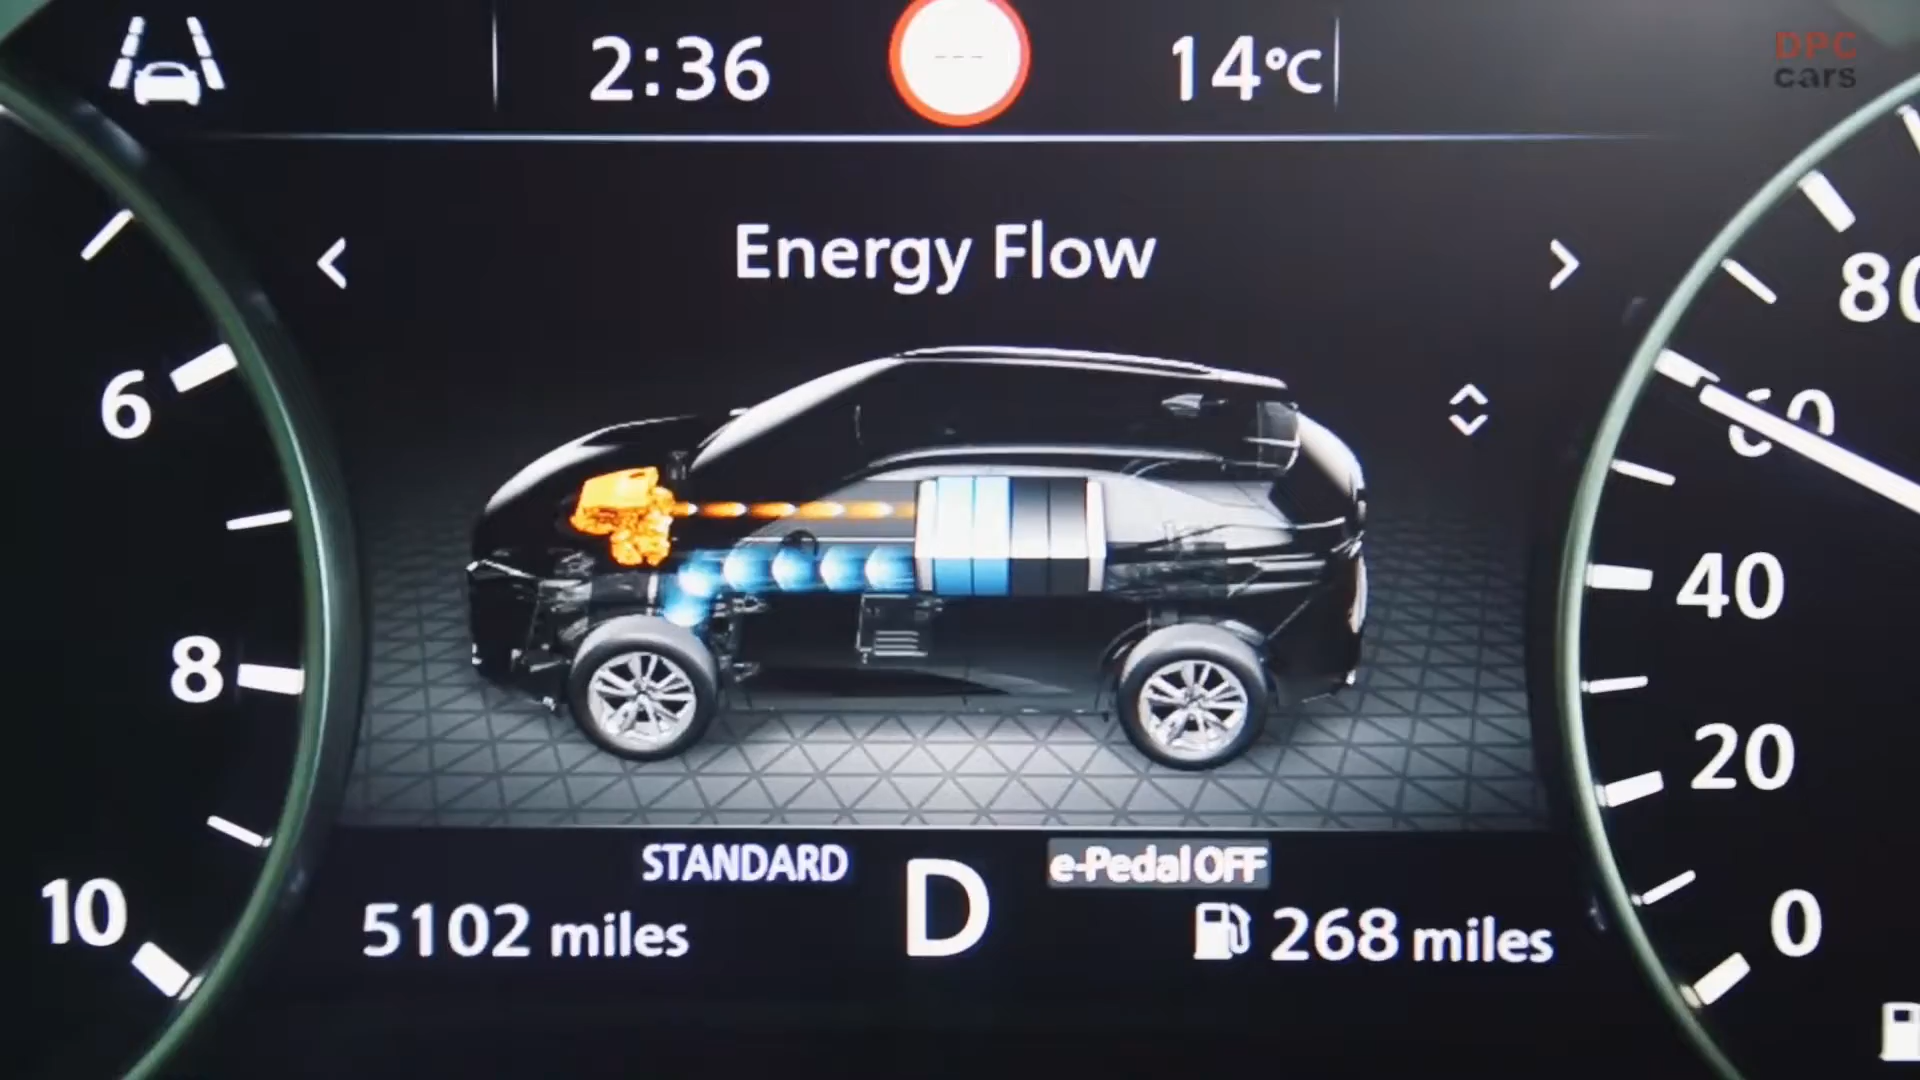 2:36
---
14°C
DPC
cars
Energy Flow
6
8
10
80
60
40
20
0
STANDARD
D
e-Pedal OFF
5102 miles
268 miles